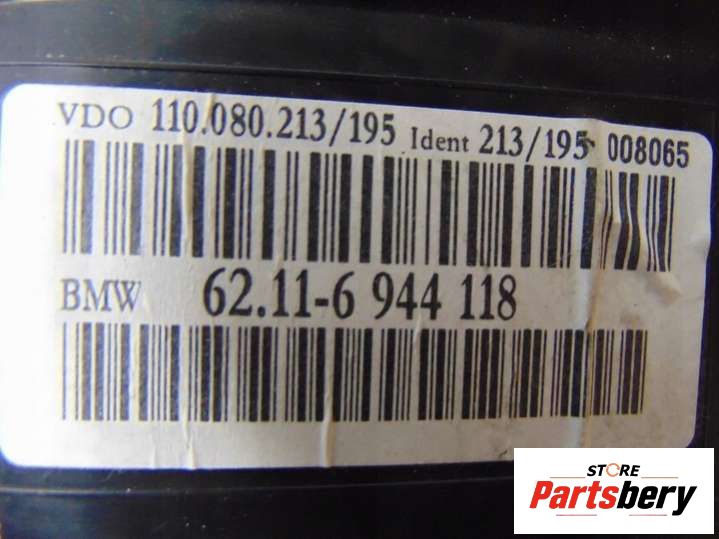 VDO 110.080.213/195 Ident 213/195 008065
BMW 62.11-6 944 118
STORE
Partsbery